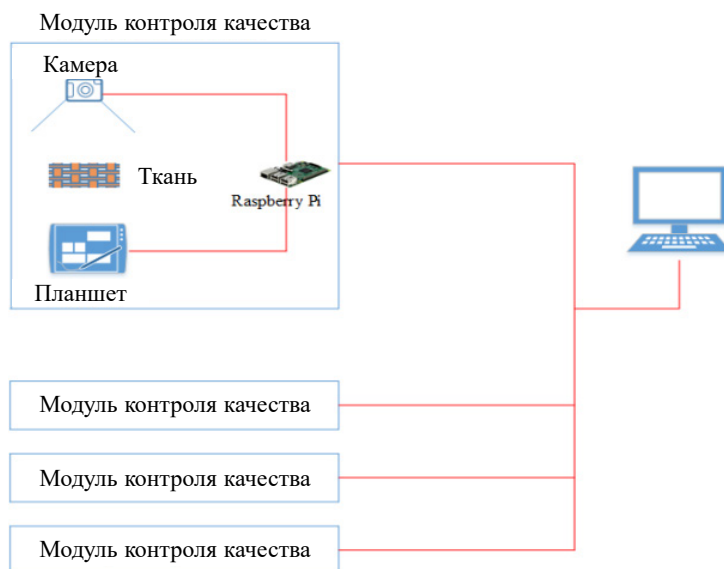 Модуль контроля качества
Камера
Ткань
Raspberry Pi
Планшет
Модуль контроля качества
Модуль контроля качества
Модуль контроля качества